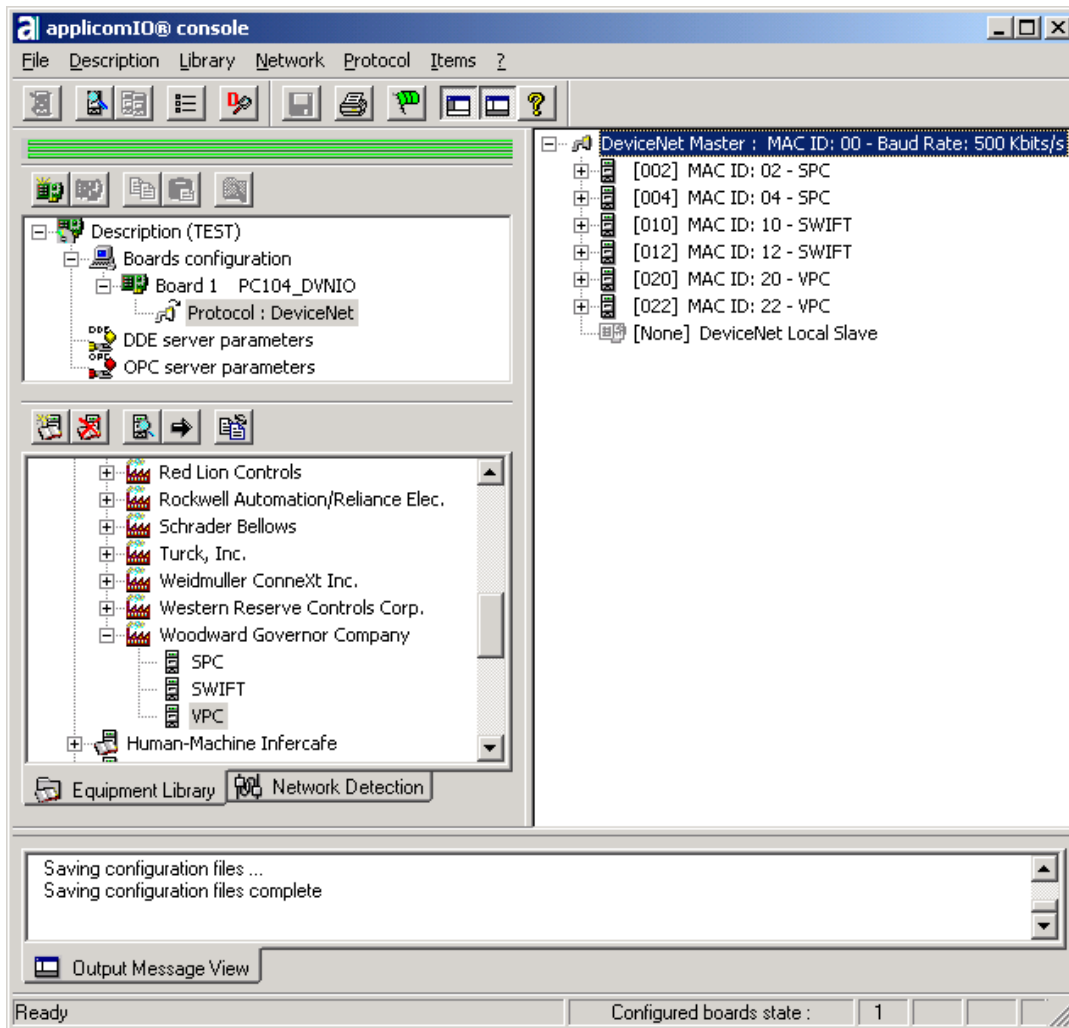 applicomIO® console
File Description Library Network Protocol Items ?
Description (TEST)
Boards configuration
Board 1 PC104_DVNIO
Protocol : DeviceNet
DDE server parameters
OPC server parameters
Red Lion Controls
Rockwell Automation/Reliance Elec.
Schrader Bellows
Turck, Inc.
Weidmuller ConneXt Inc.
Western Reserve Controls Corp.
Woodward Governor Company
SPC
SWIFT
VPC
Human-Machine Infercafe
Equipment Library
Network Detection
DeviceNet Master : MAC ID: 00 - Baud Rate: 500 Kbits/s
[002] MAC ID: 02 - SPC
[004] MAC ID: 04 - SPC
[010] MAC ID: 10 - SWIFT
[012] MAC ID: 12 - SWIFT
[020] MAC ID: 20 - VPC
[022] MAC ID: 22 - VPC
[None] DeviceNet Local Slave
Saving configuration files ...
Saving configuration files complete
Output Message View
Ready
Configured boards state : 1